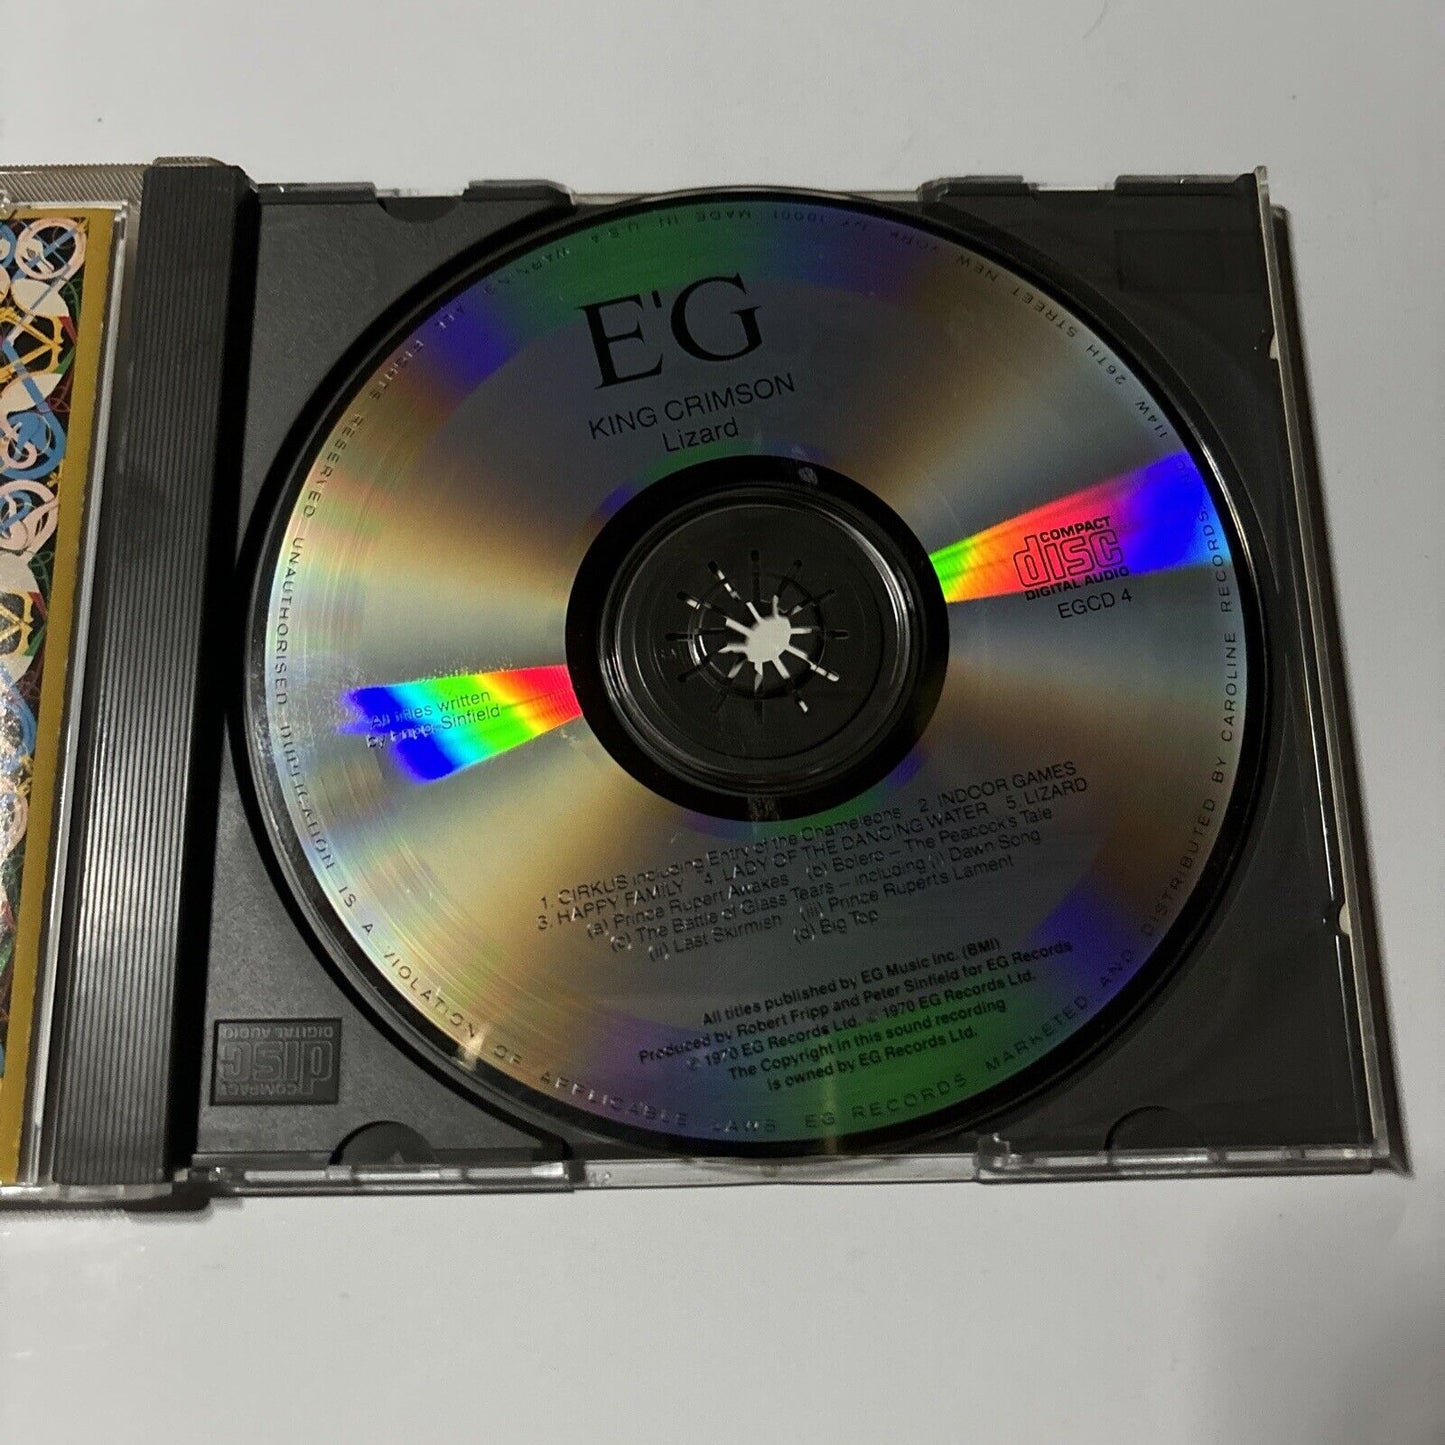 E'G
KING CRIMSON
Lizard
COMPACT
disc
DIGITAL AUDIO
EGCD 4
All titles written
by Fripp, Sinfield
1. CIRKUS including Entry of the Chameleons 2. INDOOR GAMES
3. HAPPY FAMILY 4. LADY OF THE DANCING WATER 5. LIZARD
(a) Prince Rupert Awakes (b) Bolero – The Peacock's Tale
(c) The Battle of Glass Tears – including (i) Dawn Song
(ii) Last Skirmish (iii) Prince Rupert's Lament
(d) Big Top
All titles published by EG Music Inc. (BMI)
Produced by Robert Fripp and Peter Sinfield for EG Records
℗ 1970 EG Records Ltd. © 1970 EG Records Ltd.
The Copyright in this sound recording
is owned by EG Records Ltd.
WARNING ALL RIGHTS RESERVED UNAUTHORISED DUPLICATION IS A VIOLATION OF APPLICABLE LAWS EG RECORDS MARKETED AND DISTRIBUTED BY CAROLINE RECORDS, INC 114W 26TH STREET NEW YORK NY 10001 MADE IN U.S.A.
COMPACT
disc
DIGITAL AUDIO